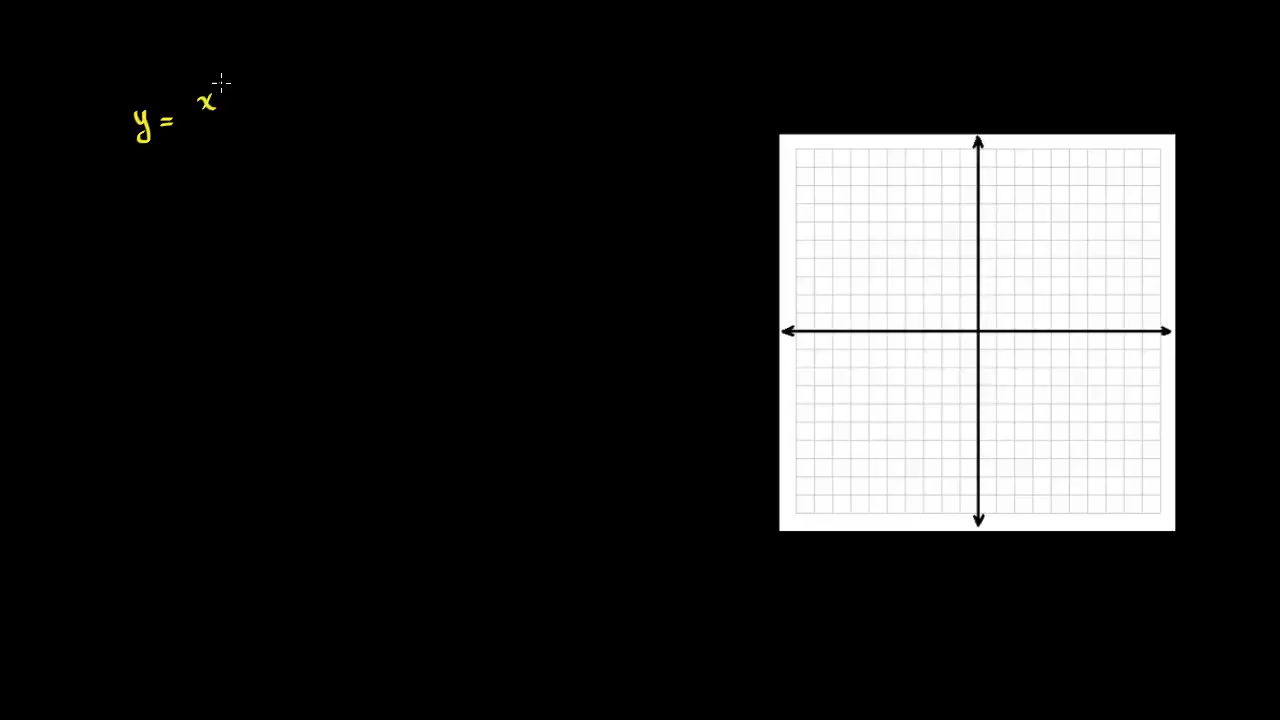 y = x